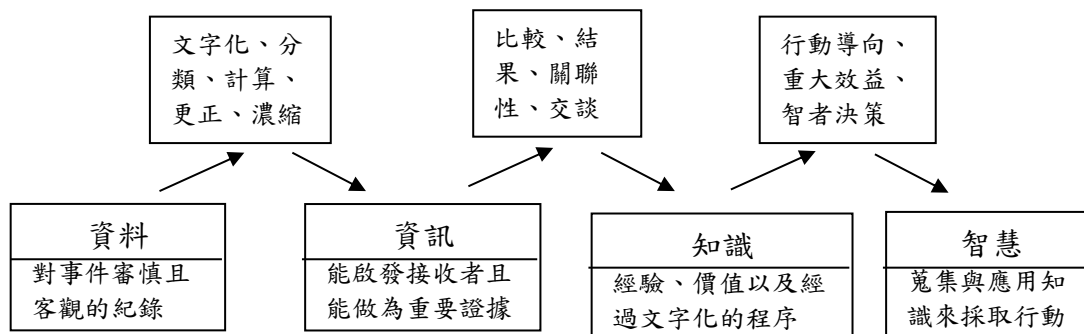 文字化、分
類、計算、
更正、濃缩
比較、結
果、關聯
性、交談
行動導向、
重大效益、
智者決策
資料
對事件審慎且
客觀的紀錄
資訊
能啟發接收者且
能做為重要證據
知識
經驗、價值以及經
過文字化的程序
智慧
蒐集與應用知
識來採取行動